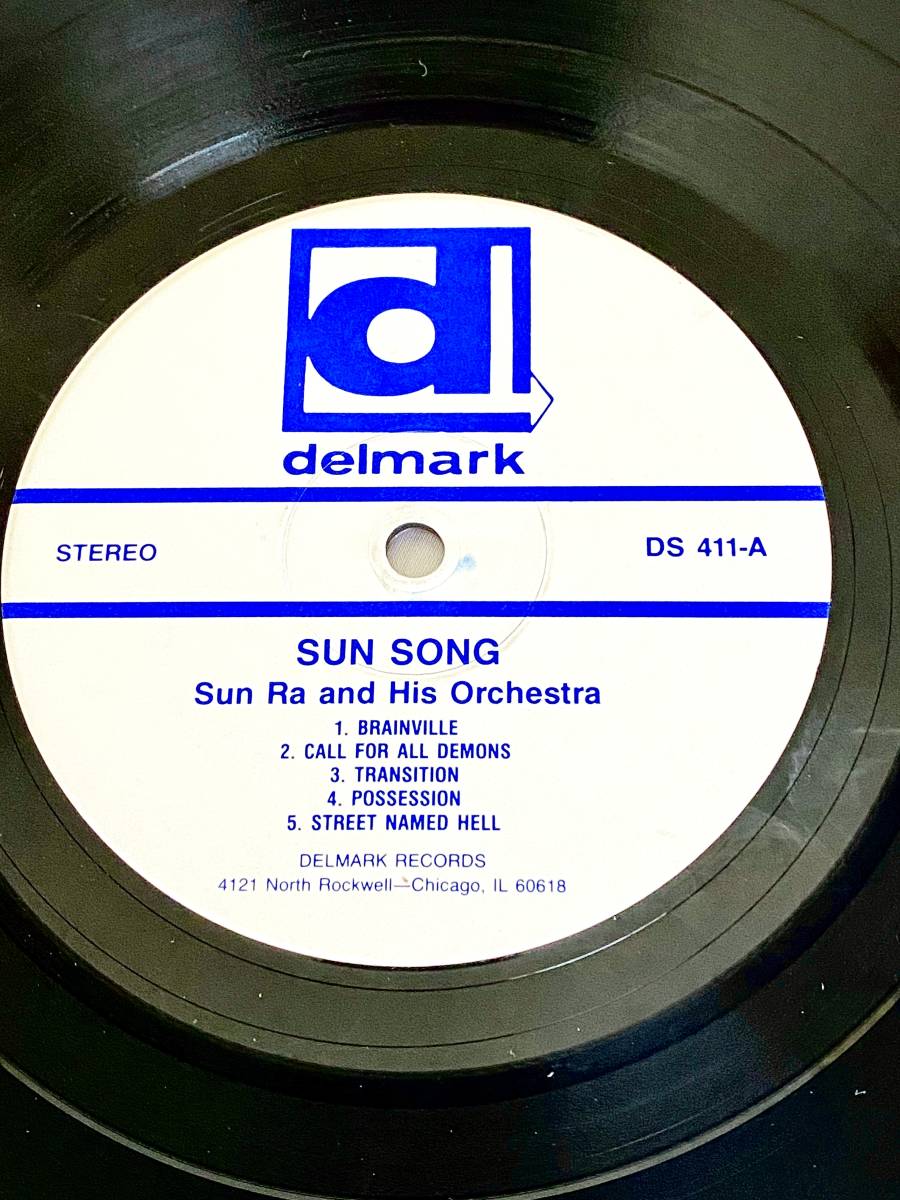 dl
delmark
STEREO
DS 411-A
SUN SONG
Sun Ra and His Orchestra
1. BRAINVILLE
2. CALL FOR ALL DEMONS
3. TRANSITION
4. POSSESSION
5. STREET NAMED HELL
DELMARK RECORDS
4121 North Rockwell—Chicago, IL 60618